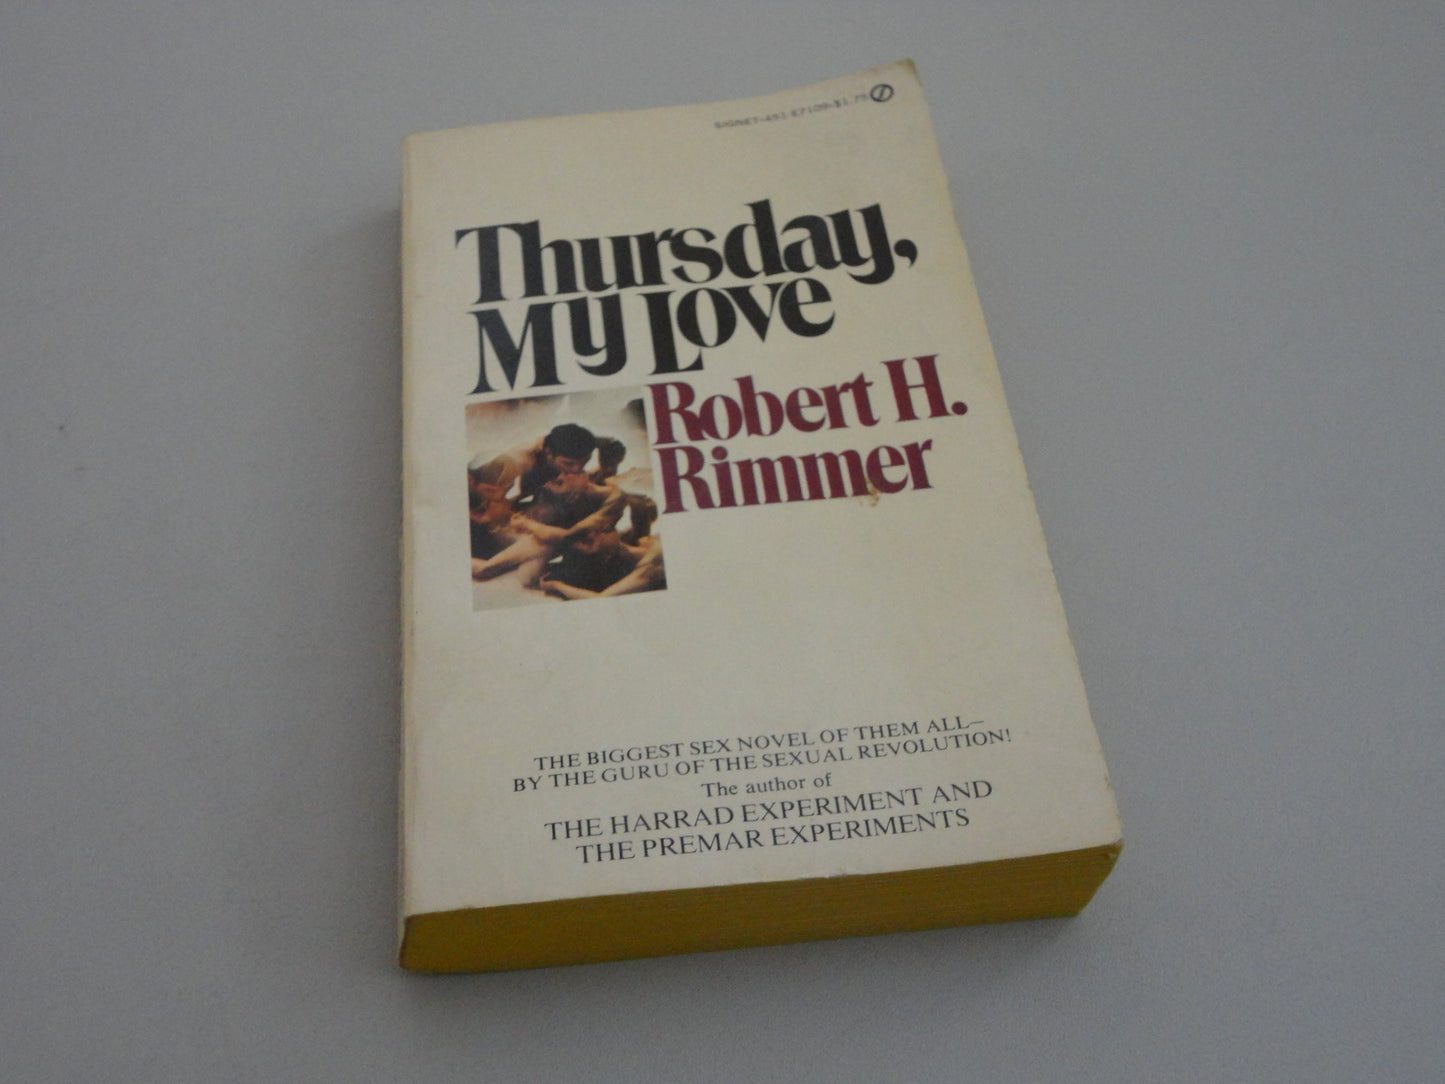 SIGNET•451-E7109•$1.75
Thursday,
My Love
Robert H.
Rimmer
THE BIGGEST SEX NOVEL OF THEM ALL—
BY THE GURU OF THE SEXUAL REVOLUTION!
The author of
THE HARRAD EXPERIMENT AND
THE PREMAR EXPERIMENTS